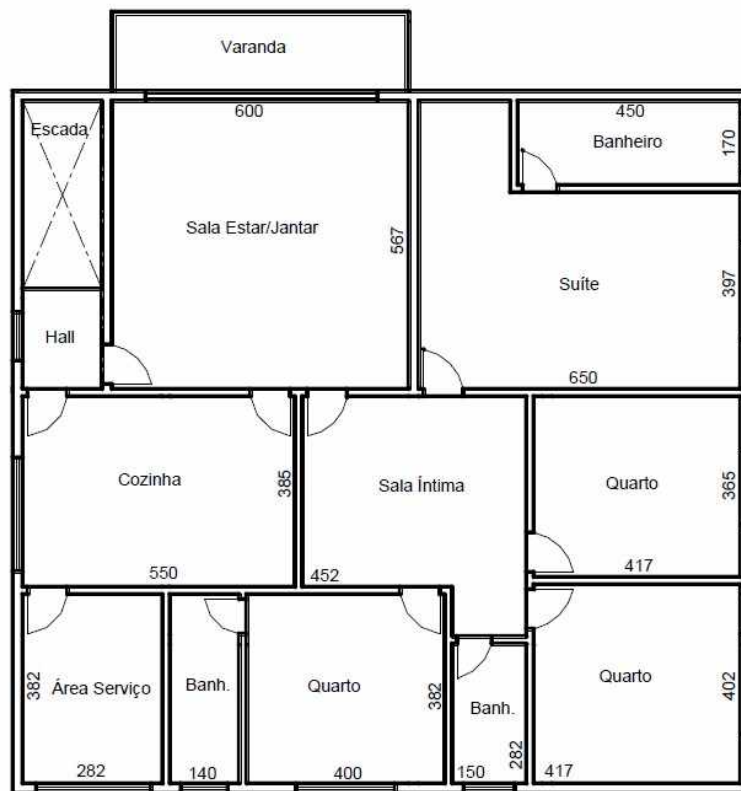 Varanda
Escada
600
450
Banheiro
170
Sala Estar/Jantar
567
Suíte
397
Hall
650
Cozinha
385
Sala Íntima
Quarto
365
550
452
417
382
Área Serviço
Banh.
Quarto
382
Banh.
Quarto
402
282
140
400
150
282
417